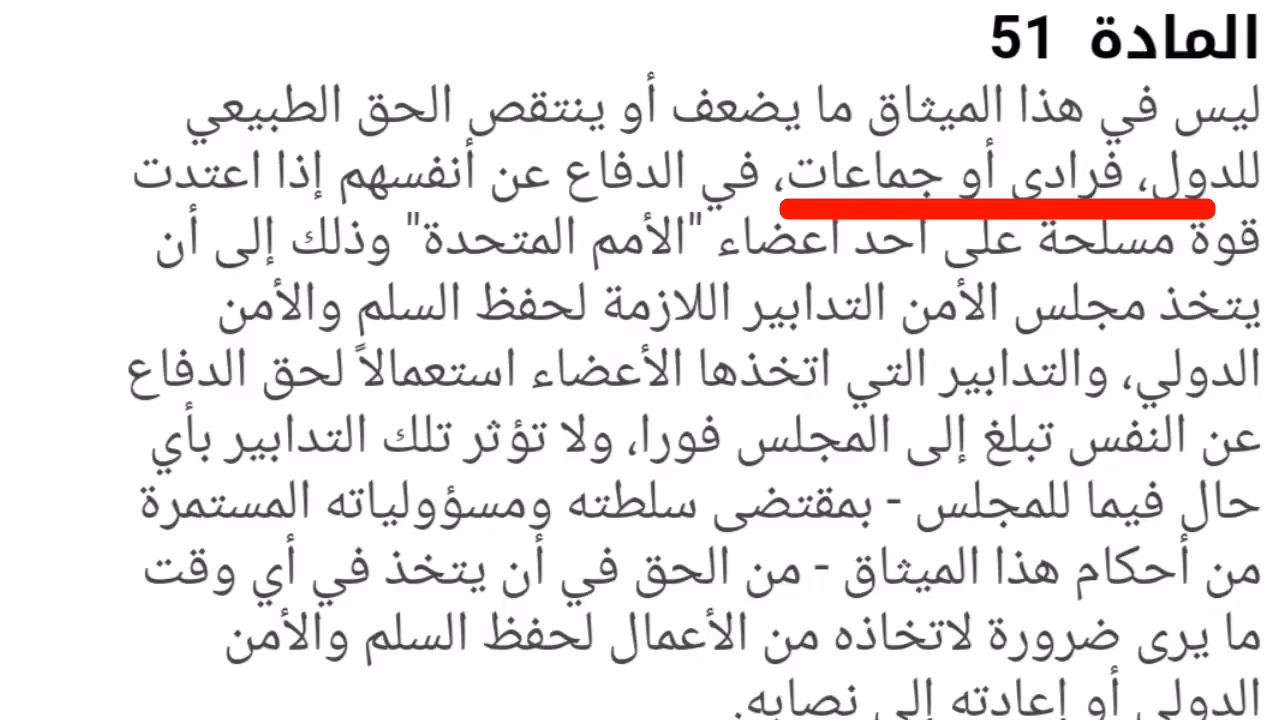 المادة 51
ليس في هذا الميثاق ما يضعف أو ينتقص الحق الطبيعي
للدول، فرادى أو جماعات، في الدفاع عن أنفسهم إذا اعتدت
قوة مسلحة على أحد أعضاء "الأمم المتحدة" وذلك إلى أن
يتخذ مجلس الأمن التدابير اللازمة لحفظ السلم والأمن
الدولي، والتدابير التي اتخذها الأعضاء استعمالاً لحق الدفاع
عن النفس تبلغ إلى المجلس فورا، ولا تؤثر تلك التدابير بأي
حال فيما للمجلس - بمقتضى سلطته ومسؤولياته المستمرة
من أحكام هذا الميثاق - من الحق في أن يتخذ في أي وقت
ما يرى ضرورة لاتخاذه من الأعمال لحفظ السلم والأمن
الدولي أو إعادته إلى نصابه.